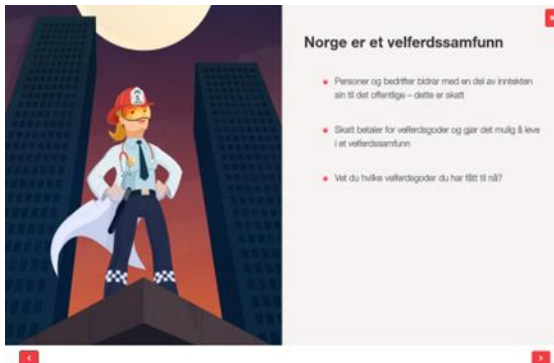 Norge er et velferdssamfunn
Personer og bedrifter bidrar med en del av inntekten
sin til det offentlige – dette er skatt
Skatt betaler for velferdsgoder og gjør det mulig å leve
i et velferdssamfunn
Vet du hvilke velferdsgoder du har fått til nå?